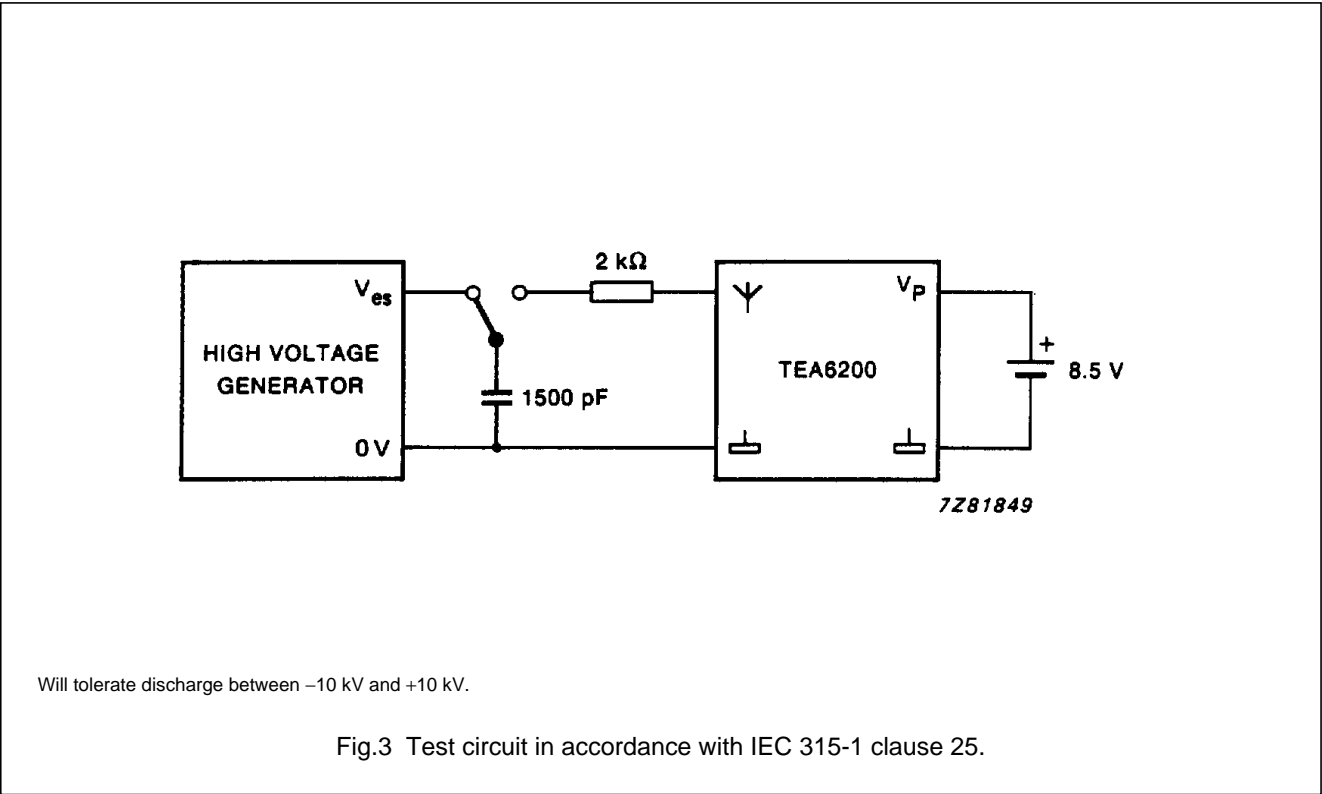 2 kΩ
Ves
VP
HIGH VOLTAGE
GENERATOR
TEA6200
+
8.5 V
1500 pF
0 V
7Z81849
Will tolerate discharge between −10 kV and +10 kV.
Fig.3 Test circuit in accordance with IEC 315-1 clause 25.